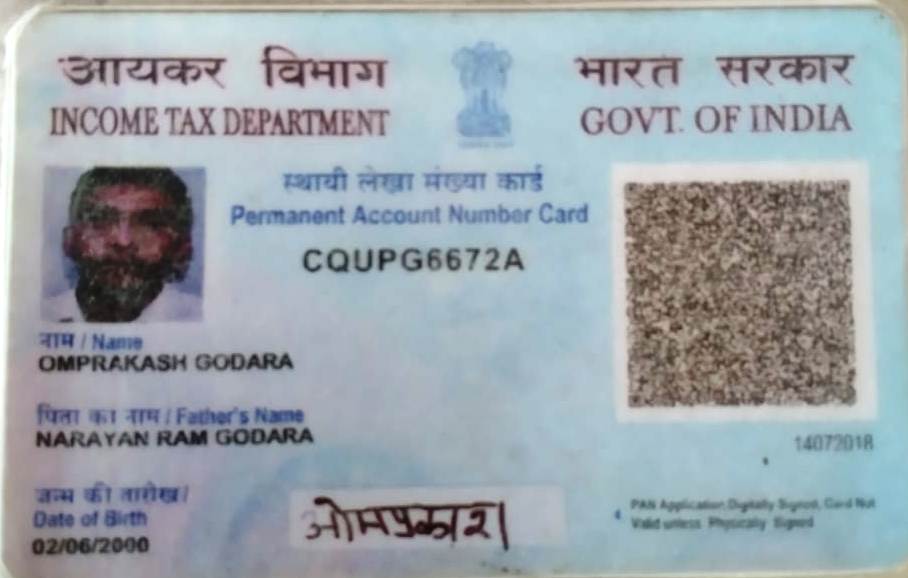 आयकर विभाग
INCOME TAX DEPARTMENT
भारत सरकार
GOVT. OF INDIA
स्थायी लेखा संख्या कार्ड
Permanent Account Number Card
CQUPG6672A
नाम / Name
OMPRAKASH GODARA
पिता का नाम / Father's Name
NARAYAN RAM GODARA
जन्म की तारीख /
Date of Birth
02/06/2000
ओमप्रकाश
14072018
PAN Application Digitally Signed, Card Not
Valid unless Physically Signed